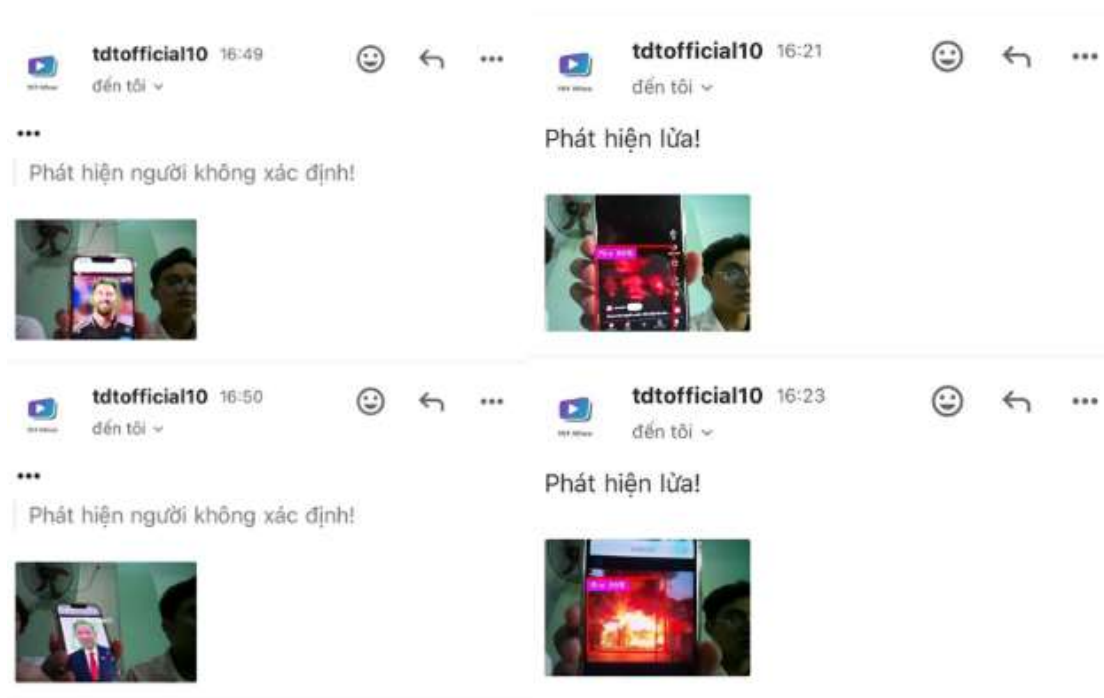 tdtofficial10 16:49
đến tôi
Phát hiện người không xác định!
tdtofficial10 16:21
đến tôi
Phát hiện lửa!
tdtofficial10 16:50
đến tôi
Phát hiện người không xác định!
tdtofficial10 16:23
đến tôi
Phát hiện lửa!